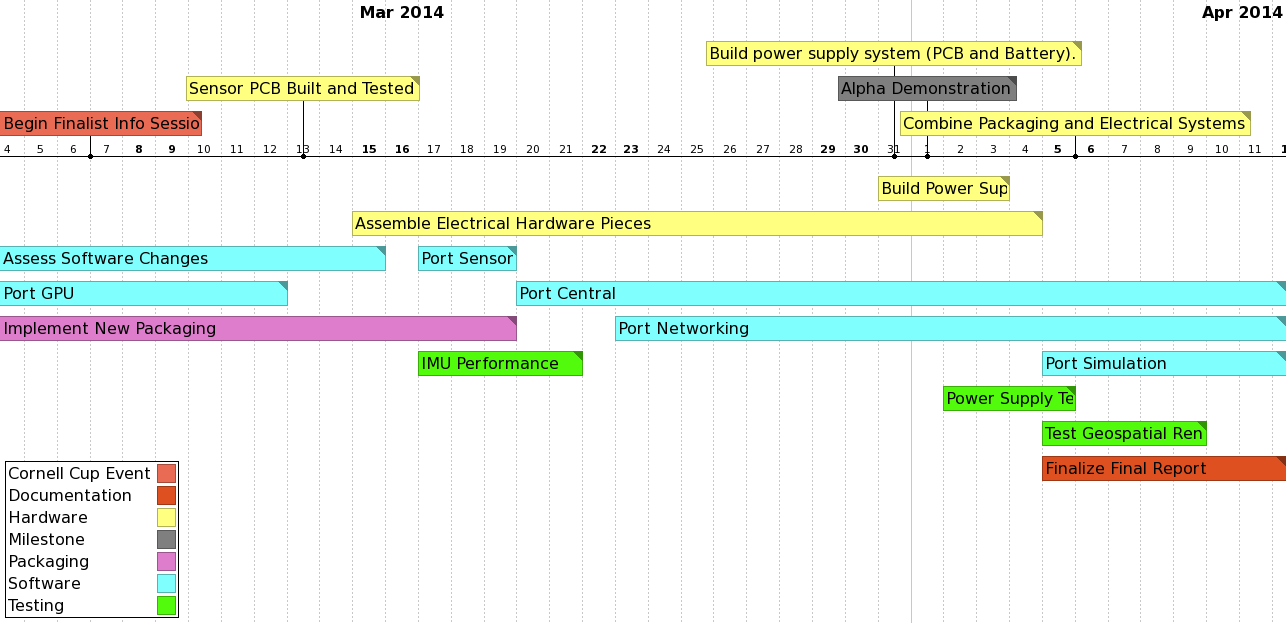 Mar 2014 Apr 2014
Build power supply system (PCB and Battery).
Sensor PCB Built and Tested Alpha Demonstration
Begin Finalist Info Sessio Combine Packaging and Electrical Systems
4 5 6 7 8 9 10 11 12 13 14 15 16 17 18 19 20 21 22 23 24 25 26 27 28 29 30 31 1 2 3 4 5 6 7 8 9 10 11 1
Build Power Sup
Assemble Electrical Hardware Pieces
Assess Software Changes Port Sensor
Port GPU Port Central
Implement New Packaging Port Networking
IMU Performance Port Simulation
Power Supply Te
Test Geospatial Ren
Finalize Final Report
Cornell Cup Event
Documentation
Hardware
Milestone
Packaging
Software
Testing